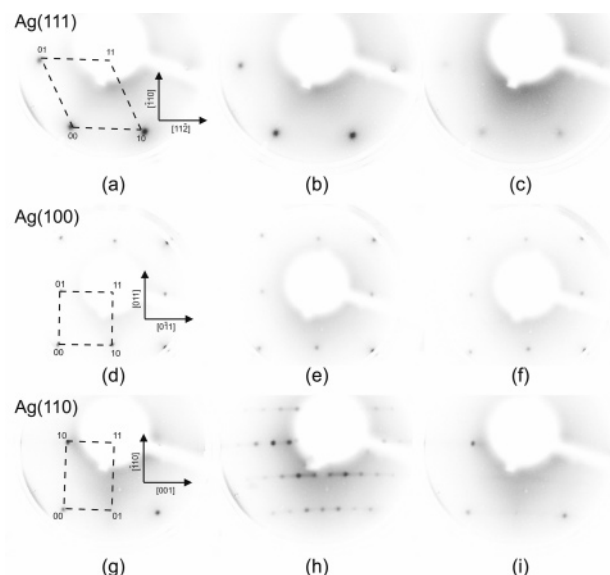 Ag(111)
01 11
[1̄10]
[112̄]
00 10
(a) (b) (c)
Ag(100)
01 11
[011]
[01̄1]
00 10
(d) (e) (f)
Ag(110)
10 11
[1̄10]
[001]
00 01
(g) (h) (i)